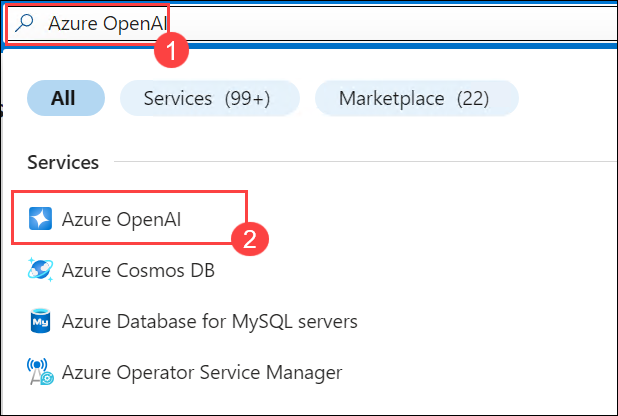 Azure OpenAI
1
All
Services (99+)
Marketplace (22)
Services
Azure OpenAI
2
Azure Cosmos DB
My
Azure Database for MySQL servers
Azure Operator Service Manager